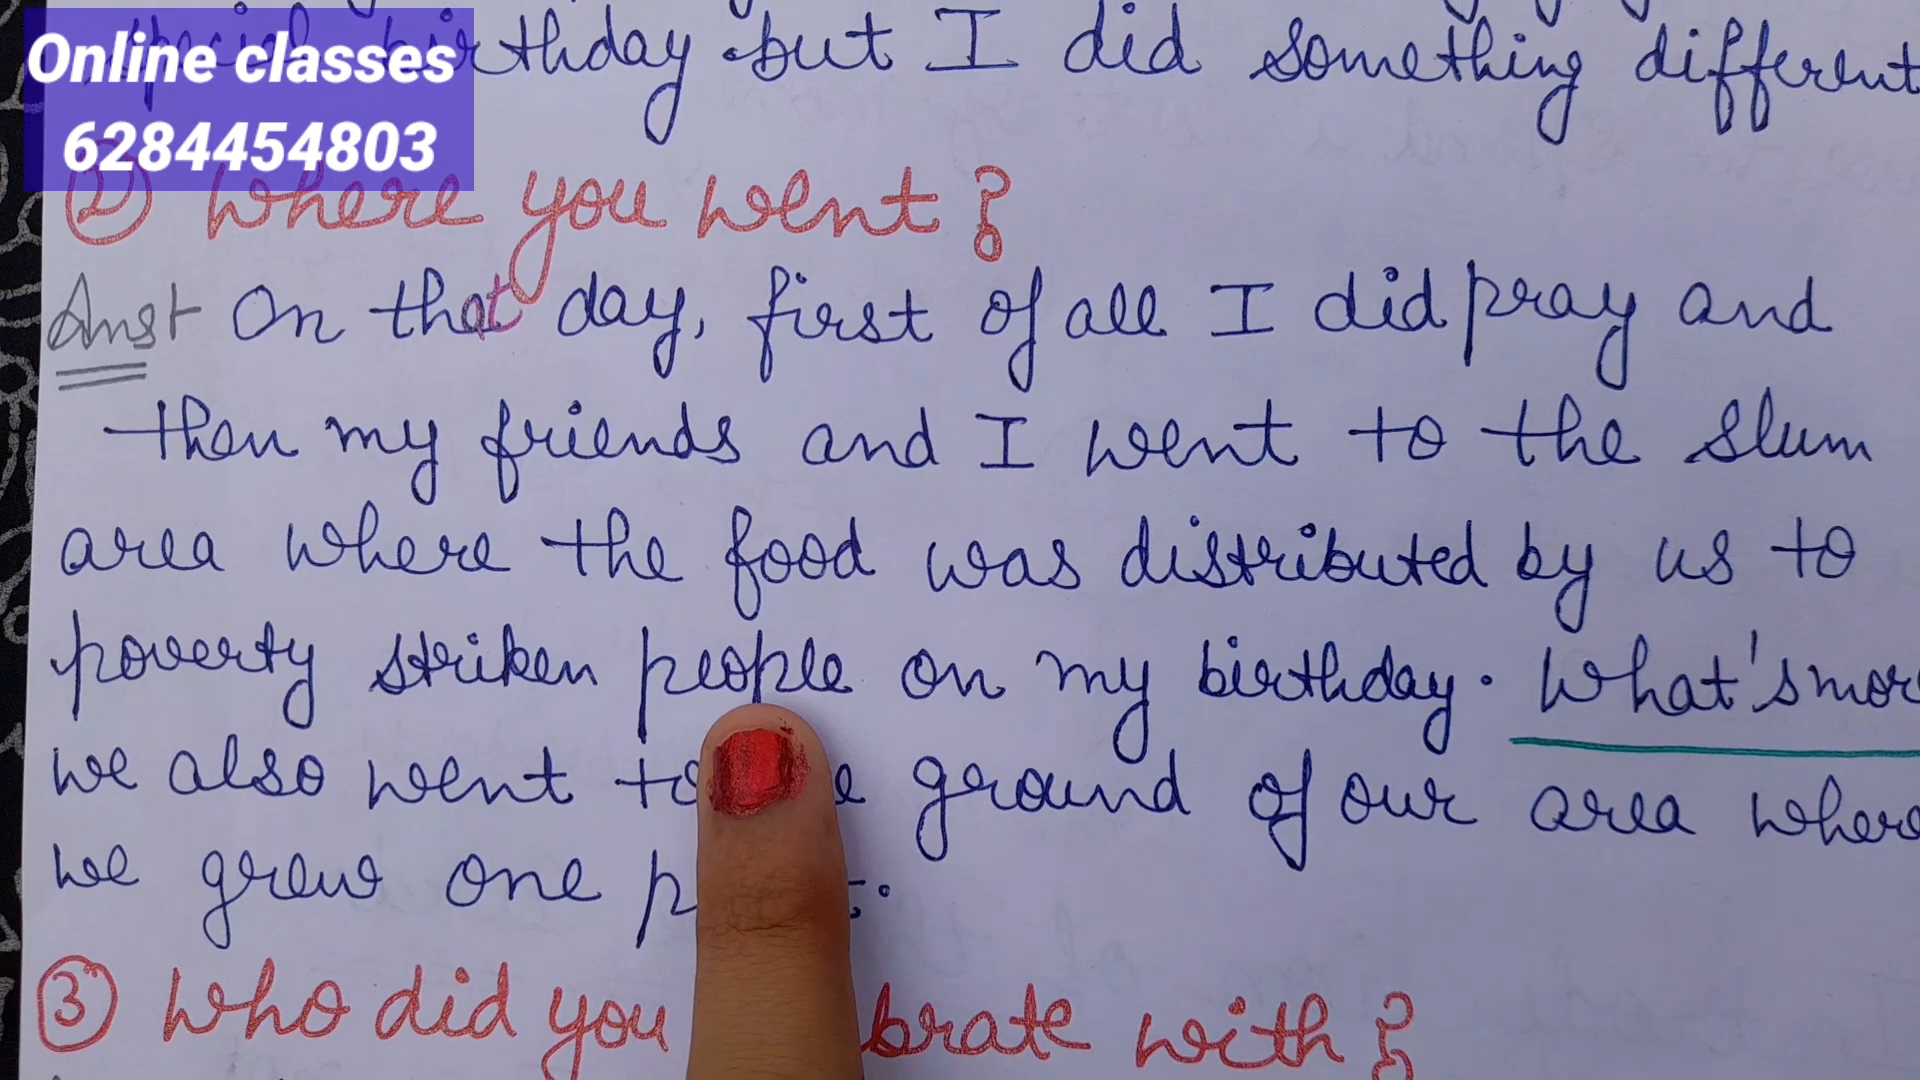 Online classes
6284454803
birthday but I did something different
② Where you went?
Ans: On that day, first of all I did pray and
then my friends and I went to the slum
area where the food was distributed by us to
poverty striken people on my birthday. What's mor
we also went to ground of our area where
we grew one
③ Who did you brate with?